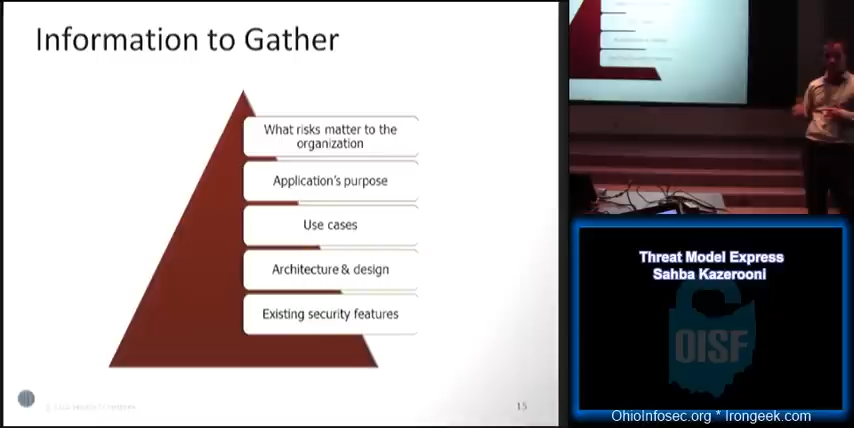 Information to Gather
What risks matter to the
organization
Application's purpose
Use cases
Architecture & design
Existing security features
15
Threat Model Express
Sahba Kazerooni
OISF
OhioInfosec.org * Irongeek.com